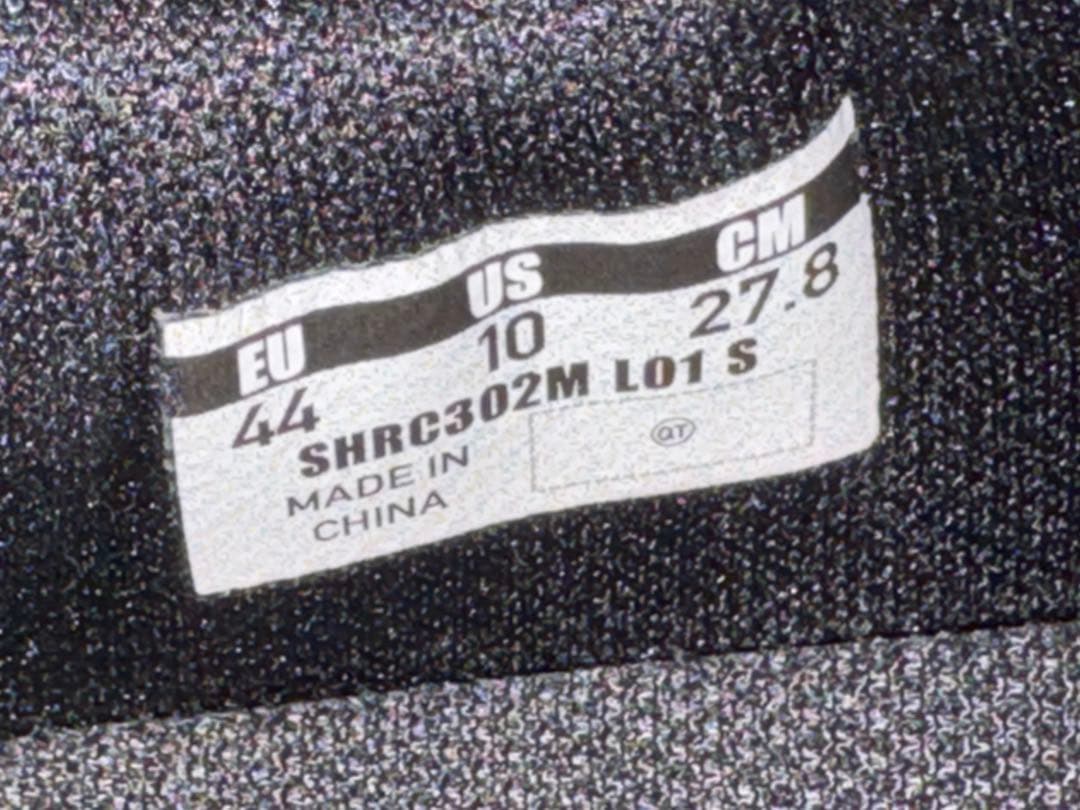 EU US CM
44 10 27.8
SHRC302M L01 S
MADE IN
CHINA
QT